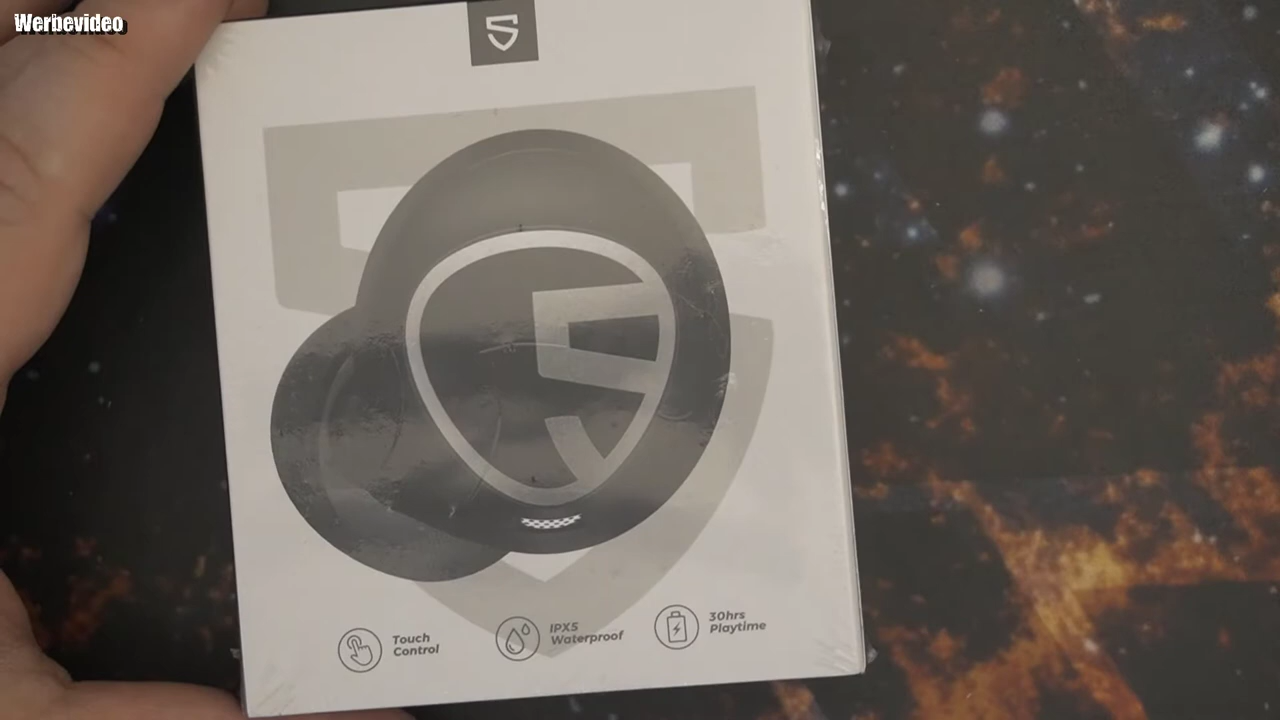 Werbevideo
Touch
Control
IPX5
Waterproof
30hrs
Playtime